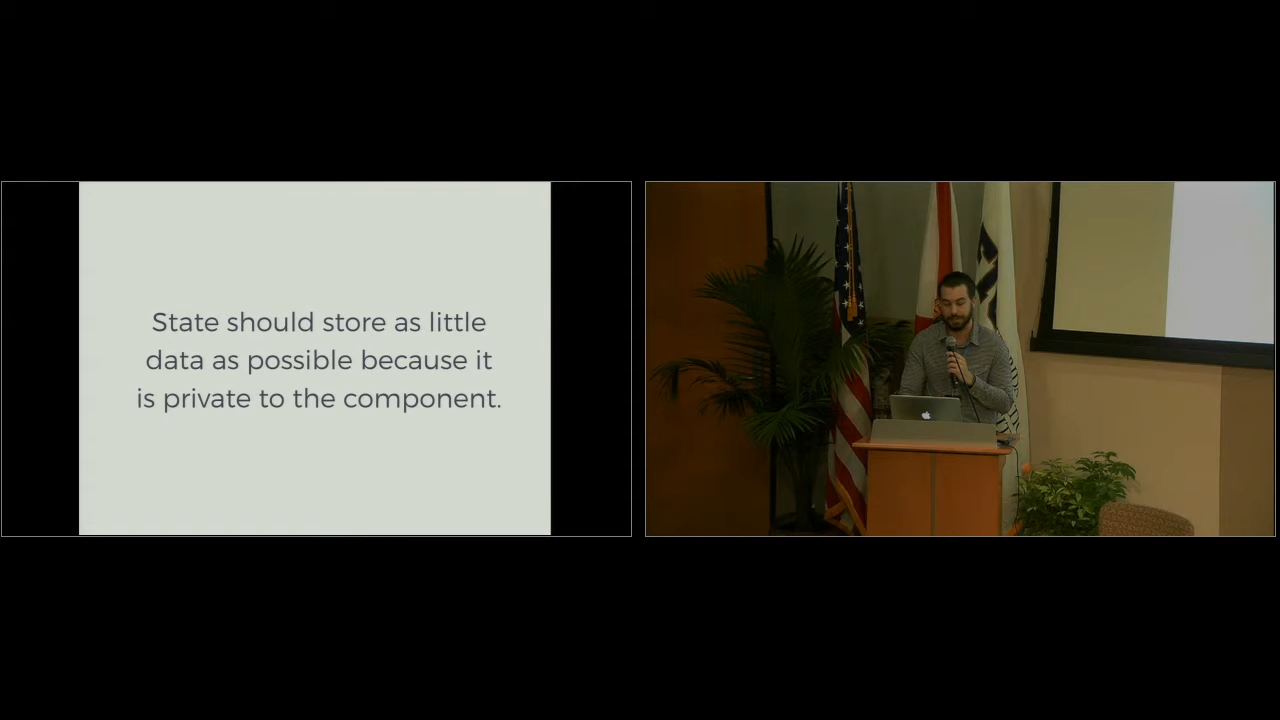 State should store as little
data as possible because it
is private to the component.